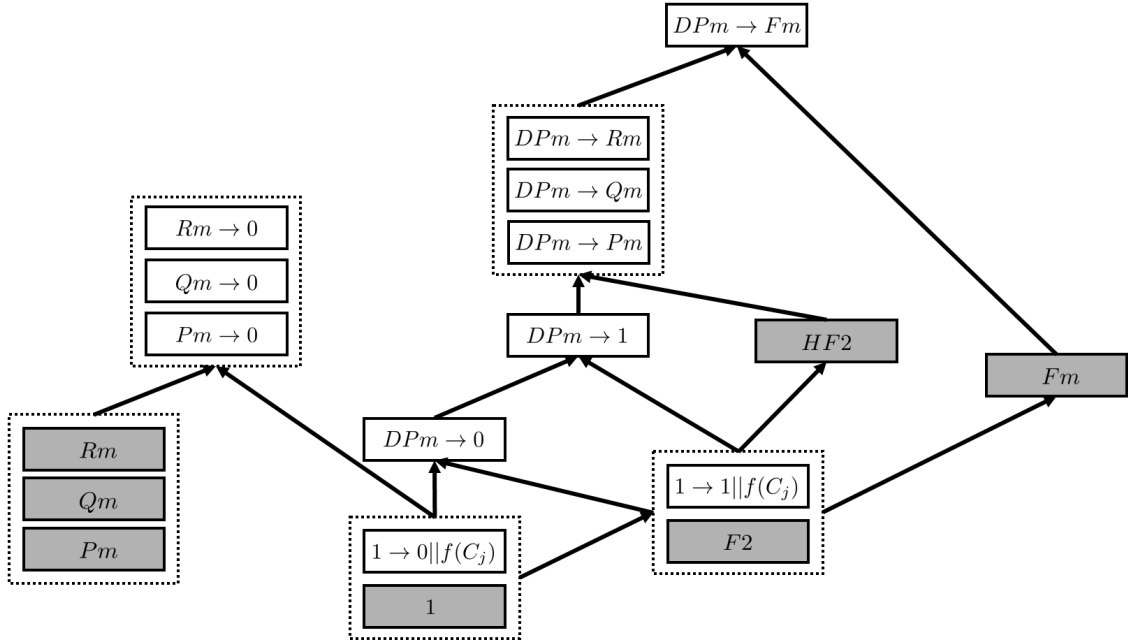 DPm → Fm
DPm → Rm
DPm → Qm
DPm → Pm
Rm → 0
Qm → 0
Pm → 0
DPm → 1
HF2
Fm
DPm → 0
Rm
Qm
Pm
1 → 1||f(C_j)
F2
1 → 0||f(C_j)
1